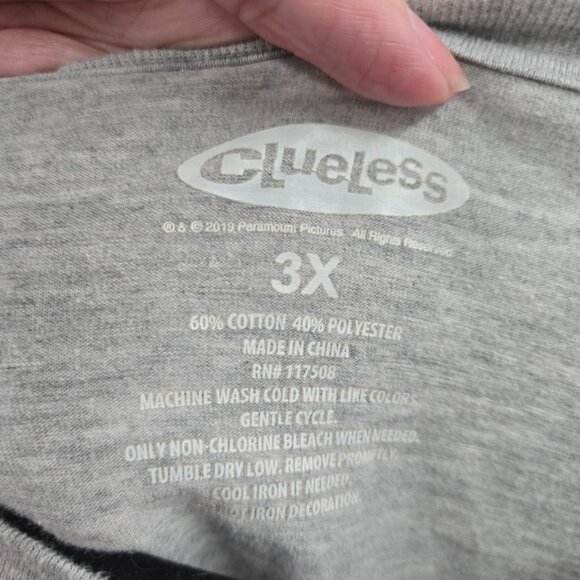 CLueLess
® & © 2019 Paramount Pictures. All Rights Reserved.
3X
60% COTTON 40% POLYESTER
MADE IN CHINA
RN# 117508
MACHINE WASH COLD WITH LIKE COLORS.
GENTLE CYCLE.
ONLY NON-CHLORINE BLEACH WHEN NEEDED.
TUMBLE DRY LOW. REMOVE PROMPTLY.
COOL IRON IF NEEDED.
IRON DECORATION.